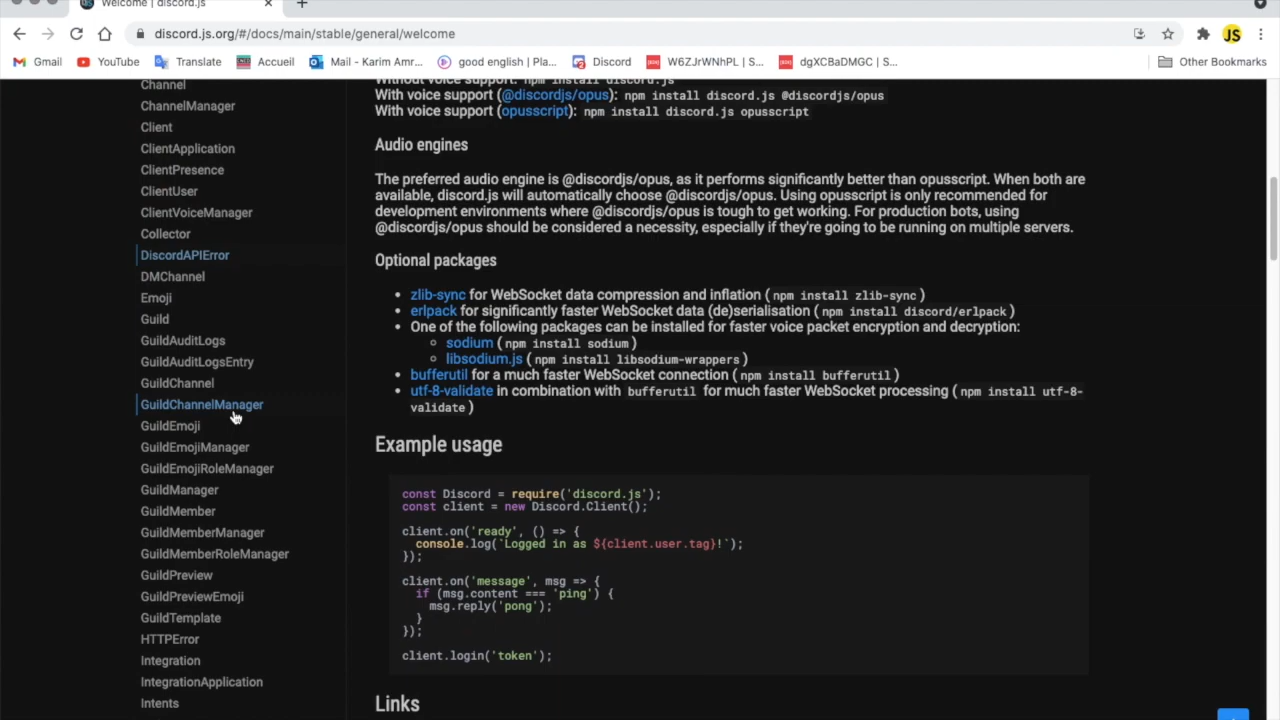 Welcome | discord.js
discord.js.org/#/docs/main/stable/general/welcome
JS
Gmail
YouTube
Translate
Accueil
Mail - Karim Amr...
good english | Pla...
Discord
W6ZJrWNhPL | S...
dgXCBaDMGC | S...
Other Bookmarks
Channel
ChannelManager
Client
ClientApplication
ClientPresence
ClientUser
ClientVoiceManager
Collector
DiscordAPIError
DMChannel
Emoji
Guild
GuildAuditLogs
GuildAuditLogsEntry
GuildChannel
GuildChannelManager
GuildEmoji
GuildEmojiManager
GuildEmojiRoleManager
GuildManager
GuildMember
GuildMemberManager
GuildMemberRoleManager
GuildPreview
GuildPreviewEmoji
GuildTemplate
HTTPError
Integration
IntegrationApplication
Intents
Without voice support: npm install discord.js
With voice support (@discordjs/opus): npm install discord.js @discordjs/opus
With voice support (opusscript): npm install discord.js opusscript
Audio engines
The preferred audio engine is @discordjs/opus, as it performs significantly better than opusscript. When both are
available, discord.js will automatically choose @discordjs/opus. Using opusscript is only recommended for
development environments where @discordjs/opus is tough to get working. For production bots, using
@discordjs/opus should be considered a necessity, especially if they're going to be running on multiple servers.
Optional packages
• zlib-sync for WebSocket data compression and inflation ( npm install zlib-sync )
• erlpack for significantly faster WebSocket data (de)serialisation ( npm install discord/erlpack )
• One of the following packages can be installed for faster voice packet encryption and decryption:
○ sodium ( npm install sodium )
○ libsodium.js ( npm install libsodium-wrappers )
• bufferutil for a much faster WebSocket connection ( npm install bufferutil )
• utf-8-validate in combination with bufferutil for much faster WebSocket processing ( npm install utf-8-
validate )
Example usage
const Discord = require('discord.js');
const client = new Discord.Client();
client.on('ready', () => {
console.log(`Logged in as ${client.user.tag}!`);
});
client.on('message', msg => {
if (msg.content === 'ping') {
msg.reply('pong');
}
});
client.login('token');
Links